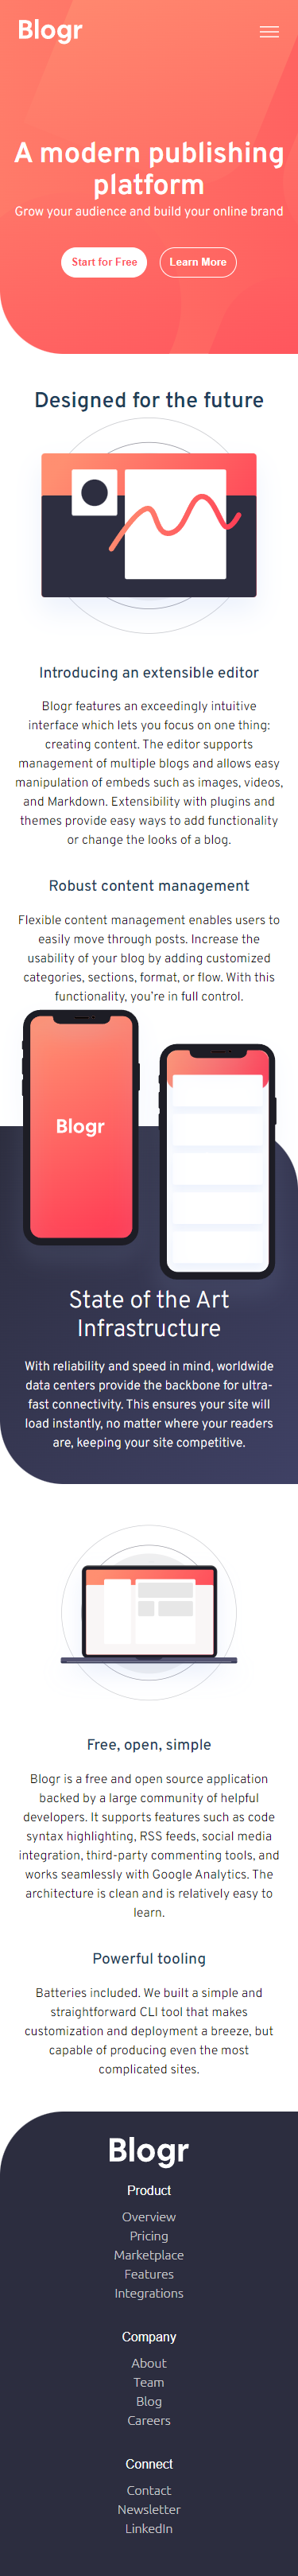 Blogr
A modern publishing
platform
Grow your audience and build your online brand
Start for Free
Learn More
Designed for the future
Introducing an extensible editor
Blogr features an exceedingly intuitive
interface which lets you focus on one thing:
creating content. The editor supports
management of multiple blogs and allows easy
manipulation of embeds such as images, videos,
and Markdown. Extensibility with plugins and
themes provide easy ways to add functionality
or change the looks of a blog.
Robust content management
Flexible content management enables users to
easily move through posts. Increase the
usability of your blog by adding customized
categories, sections, format, or flow. With this
functionality, you’re in full control.
Blogr
State of the Art
Infrastructure
With reliability and speed in mind, worldwide
data centers provide the backbone for ultra-
fast connectivity. This ensures your site will
load instantly, no matter where your readers
are, keeping your site competitive.
Free, open, simple
Blogr is a free and open source application
backed by a large community of helpful
developers. It supports features such as code
syntax highlighting, RSS feeds, social media
integration, third-party commenting tools, and
works seamlessly with Google Analytics. The
architecture is clean and is relatively easy to
learn.
Powerful tooling
Batteries included. We built a simple and
straightforward CLI tool that makes
customization and deployment a breeze, but
capable of producing even the most
complicated sites.
Blogr
Product
Overview
Pricing
Marketplace
Features
Integrations
Company
About
Team
Blog
Careers
Connect
Contact
Newsletter
LinkedIn